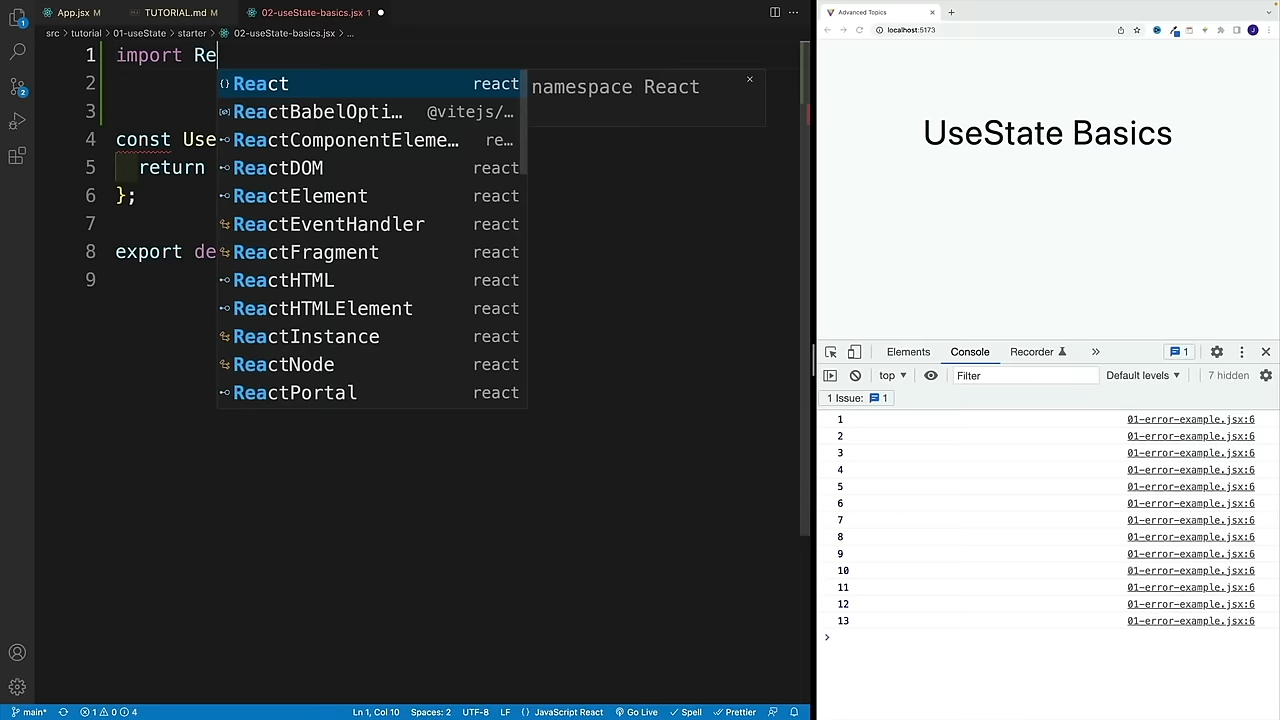 App.jsx M
TUTORIAL.md M
02-useState-basics.jsx 1
src > tutorial > 01-useState > starter > 02-useState-basics.jsx > ...
1 import Re
2
3
4 const Use
5 return
6 };
7
8 export de
9
React react
ReactBabelOpti… @vitejs/…
ReactComponentEleme… re…
ReactDOM react
ReactElement react
ReactEventHandler react
ReactFragment react
ReactHTML react
ReactHTMLElement react
ReactInstance react
ReactNode react
ReactPortal react
namespace React
1
2
main*
1 0 4
Ln 1, Col 10
Spaces: 2
UTF-8
LF
{} JavaScript React
Go Live
Spell
Prettier
Advanced Topics
localhost:5173
J
UseState Basics
Elements
Console
Recorder
1
top
Filter
Default levels
7 hidden
1 Issue: 1
1 01-error-example.jsx:6
2 01-error-example.jsx:6
3 01-error-example.jsx:6
4 01-error-example.jsx:6
5 01-error-example.jsx:6
6 01-error-example.jsx:6
7 01-error-example.jsx:6
8 01-error-example.jsx:6
9 01-error-example.jsx:6
10 01-error-example.jsx:6
11 01-error-example.jsx:6
12 01-error-example.jsx:6
13 01-error-example.jsx:6